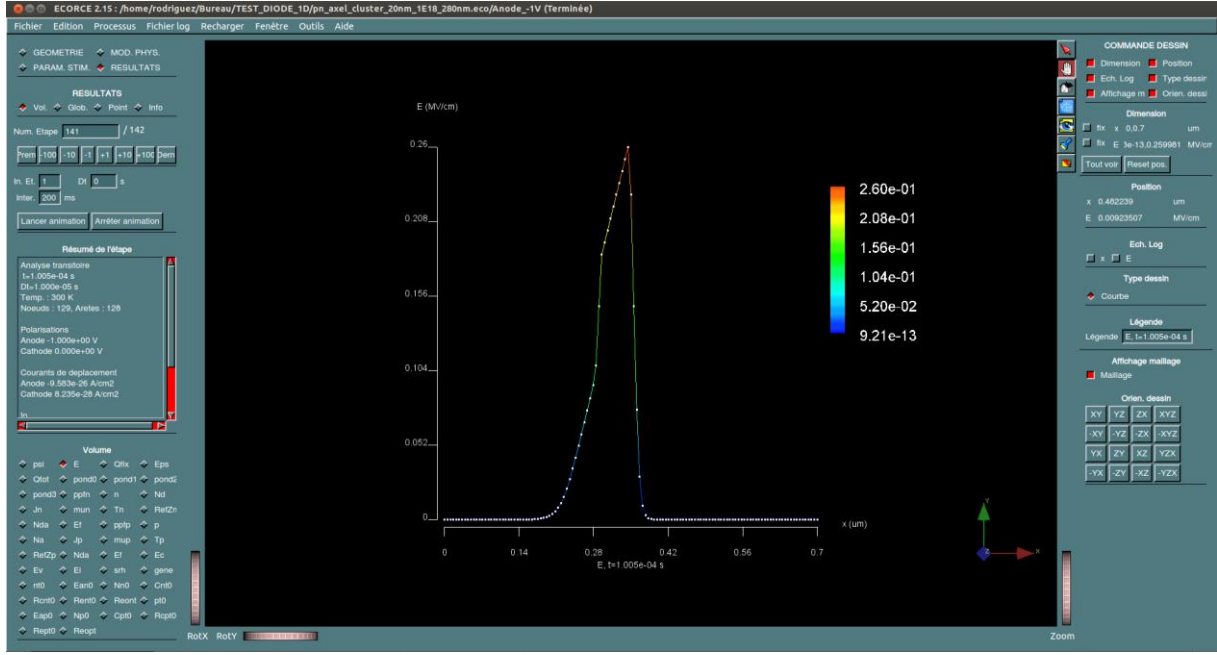 ECORCE 2.15 : /home/rodriguez/Bureau/TEST_DIODE_1D/pn_axel_cluster_20nm_1E18_280nm.eco/Anode_-1V (Terminée)
Fichier Edition Processus Fichier log Recharger Fenêtre Outils Aide
GEOMETRIE MOD. PHYS.
PARAM. STIM. RESULTATS
RESULTATS
Vol. Glob. Point Info
Num. Etape 141 / 142
Prem -100 -10 -1 +1 +10 +100 Dern
In. Et. 1 Dt 0 s
Inter. 200 ms
Lancer animation Arrêter animation
Résumé de l'étape
Analyse transitoire
t=1.005e-04 s
Dt=1.000e-05 s
Temp. : 300 K
Noeuds : 129, Aretes : 128
Polarisations
Anode -1.000e+00 V
Cathode 0.000e+00 V
Courants de deplacement
Anode -9.583e-26 A/cm2
Cathode 8.235e-28 A/cm2
In
Volume
psi E Qfix Eps
Qtot pond0 pond1 pond2
pond3 ppfn n Nd
Jn mun Tn RefZn
Nda Ef ppfp p
Na Jp mup Tp
RefZp Nda Ef Ec
Ev Ei srh gene
nt0 Ean0 Nn0 Cnt0
Rcnt0 Rent0 Reont pt0
Eap0 Np0 Cpt0 Rcpt0
Rept0 Reopt
E (MV/cm)
0.26
0.208
0.156
0.104
0.052
0
0 0.14 0.28 0.42 0.56 0.7
x (um)
E, t=1.005e-04 s
2.60e-01
2.08e-01
1.56e-01
1.04e-01
5.20e-02
9.21e-13
Y
Z X
RotX RotY
Zoom
COMMANDE DESSIN
Dimension Position
Ech. Log Type dessin
Affichage m Orien. dessi
Dimension
fix x 0,0.7 um
fix E 3e-13,0.259981 MV/cm
Tout voir Reset pos.
Position
x 0.482239 um
E 0.00923507 MV/cm
Ech. Log
x E
Type dessin
Courbe
Légende
Légende E, t=1.005e-04 s
Affichage maillage
Maillage
Orien. dessin
XY YZ ZX XYZ
-XY -YZ -ZX -XYZ
YX ZY XZ YZX
-YX -ZY -XZ -YZX